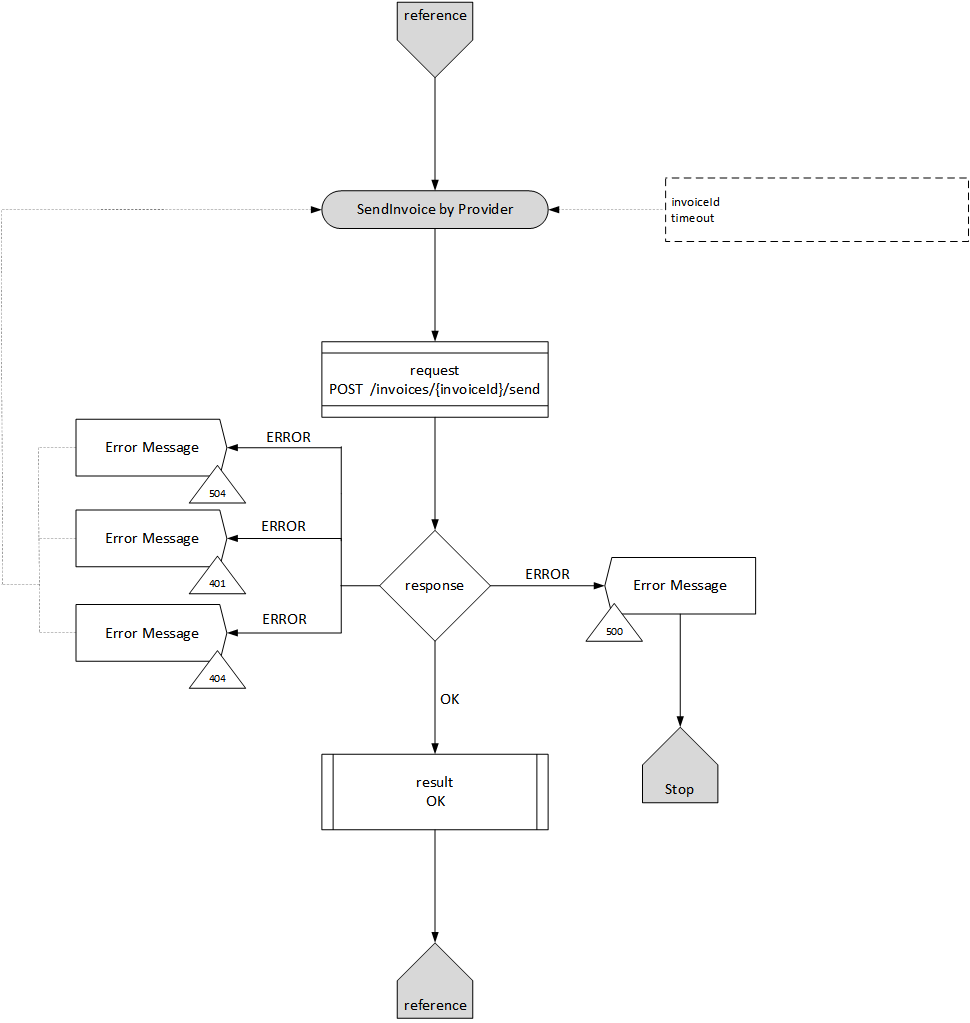 reference
SendInvoice by Provider
invoiceId
timeout
request
POST /invoices/{invoiceId}/send
ERROR
Error Message
504
ERROR
Error Message
401
response
ERROR
Error Message
500
ERROR
Error Message
404
OK
result
OK
Stop
reference